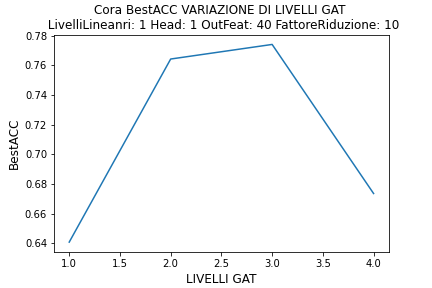 Cora BestACC VARIAZIONE DI LIVELLI GAT
LivelliLineanri: 1 Head: 1 OutFeat: 40 FattoreRiduzione: 10
0.78
0.76
0.74
0.72
0.70
0.68
0.66
0.64
BestACC
1.0 1.5 2.0 2.5 3.0 3.5 4.0
LIVELLI GAT